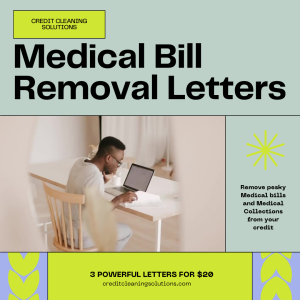 CREDIT CLEANING
SOLUTIONS
Medical Bill
Removal Letters
Remove pesky
Medical bills
and Medical
Collections
from your
credit
3 POWERFUL LETTERS FOR $20
creditcleaningsolutions.com